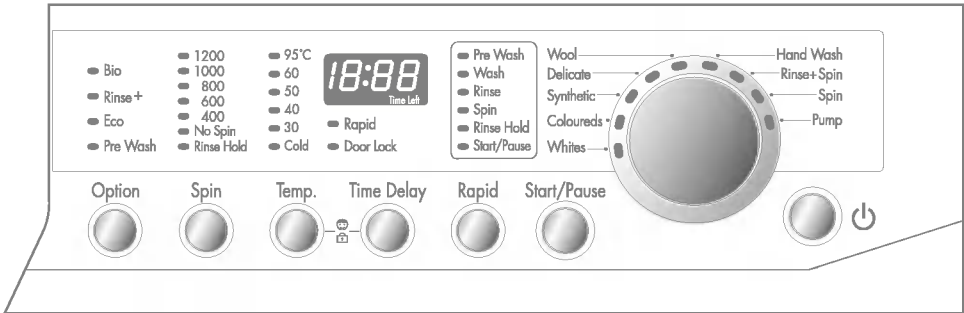 Bio
Rinse+
Eco
Pre Wash
1200
1000
800
600
400
No Spin
Rinse Hold
95°C
60
50
40
30
Cold
18:88
Time Left
Rapid
Door Lock
Pre Wash
Wash
Rinse
Spin
Rinse Hold
Start/Pause
Wool
Delicate
Synthetic
Coloureds
Whites
Hand Wash
Rinse+Spin
Spin
Pump
Option
Spin
Temp.
Time Delay
Rapid
Start/Pause